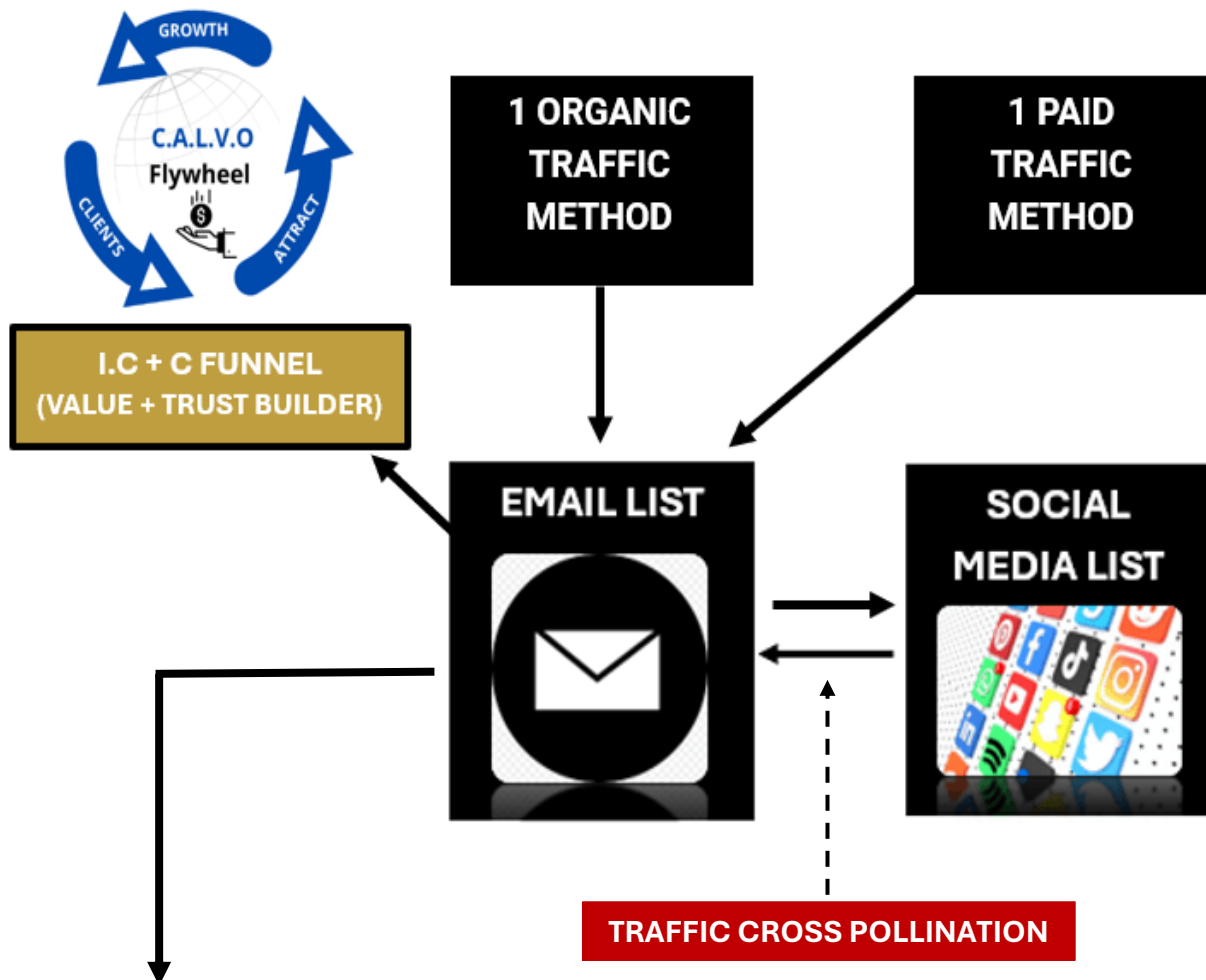 GROWTH
C.A.L.V.O
Flywheel
$
CLIENTS
ATTRACT
1 ORGANIC
TRAFFIC
METHOD
1 PAID
TRAFFIC
METHOD
I.C + C FUNNEL
(VALUE + TRUST BUILDER)
EMAIL LIST
SOCIAL
MEDIA LIST
TRAFFIC CROSS POLLINATION